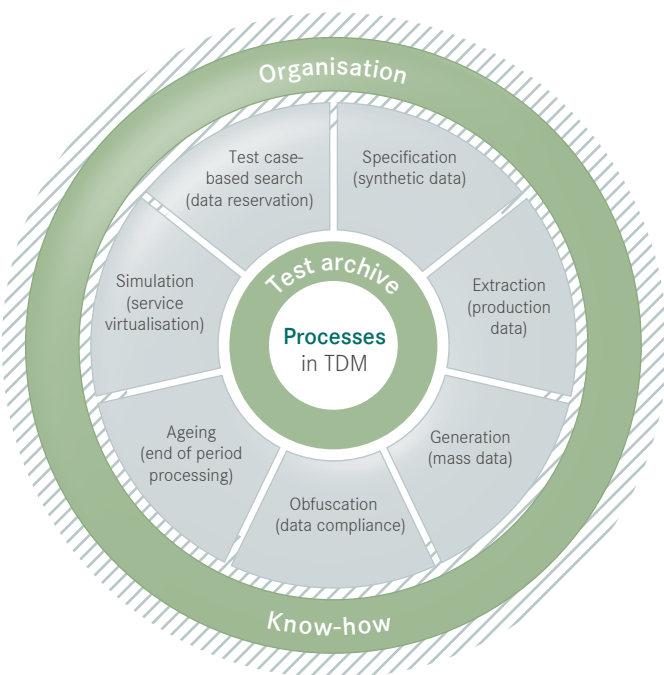 Organisation
Test case-
based search
(data reservation)
Specification
(synthetic data)
Extraction
(production
data)
Generation
(mass data)
Obfuscation
(data compliance)
Ageing
(end of period
processing)
Simulation
(service
virtualisation)
Test archive
Processes
in TDM
Know-how